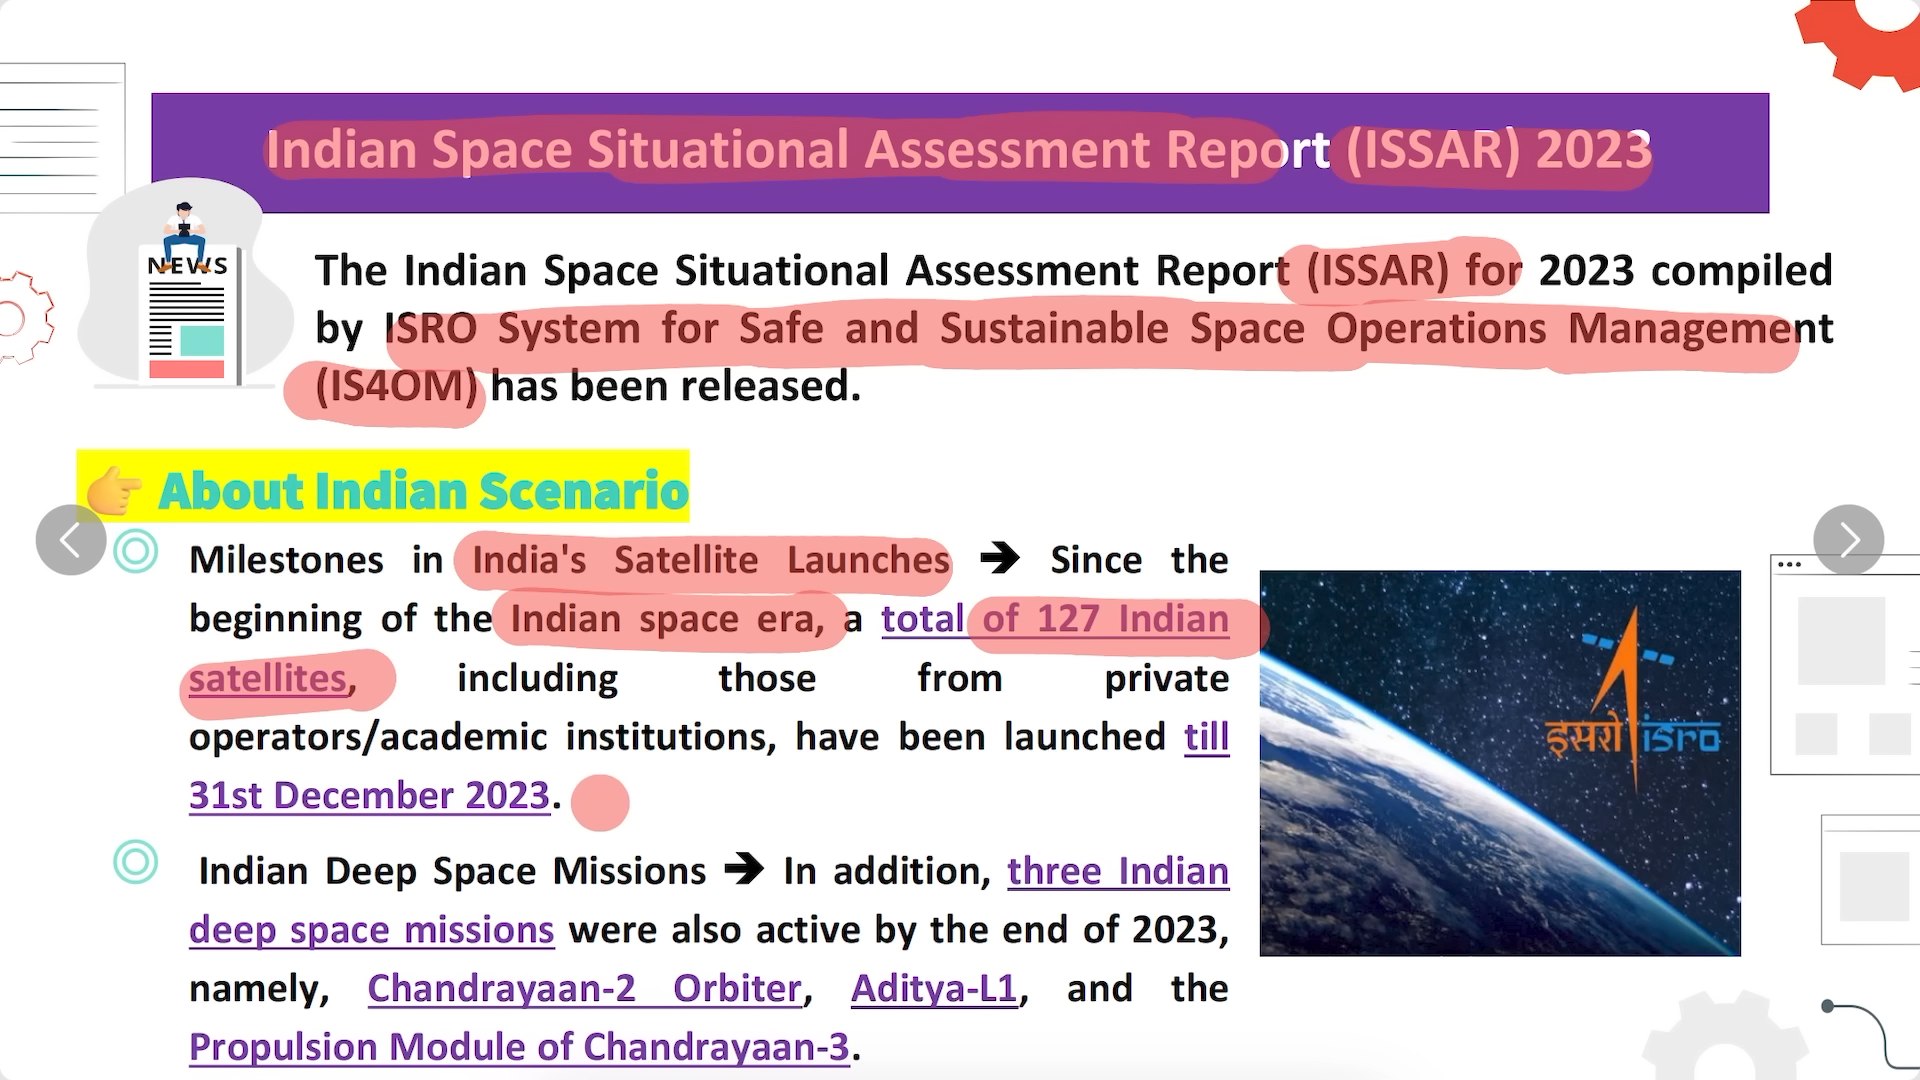 Indian Space Situational Assessment Report (ISSAR) 2023
NEWS
The Indian Space Situational Assessment Report (ISSAR) for 2023 compiled
by ISRO System for Safe and Sustainable Space Operations Management
(IS4OM) has been released.
👉 About Indian Scenario
Milestones in India's Satellite Launches ➔ Since the
beginning of the Indian space era, a total of 127 Indian
satellites, including those from private
operators/academic institutions, have been launched till
31st December 2023.
इसरो isro
Indian Deep Space Missions ➔ In addition, three Indian
deep space missions were also active by the end of 2023,
namely, Chandrayaan-2 Orbiter, Aditya-L1, and the
Propulsion Module of Chandrayaan-3.